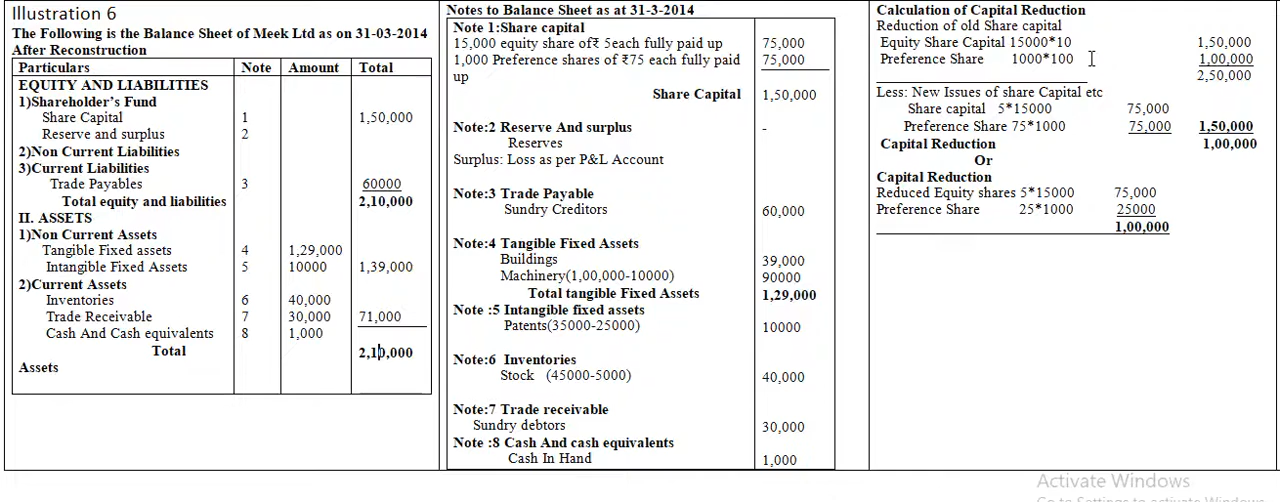 Illustration 6
The Following is the Balance Sheet of Meek Ltd as on 31-03-2014
After Reconstruction
Particulars Note Amount Total
EQUITY AND LIABILITIES
1)Shareholder's Fund
Share Capital 1 1,50,000
Reserve and surplus 2
2)Non Current Liabilities
3)Current Liabilities
Trade Payables 3 60000
Total equity and liabilities 2,10,000
II. ASSETS
1)Non Current Assets
Tangible Fixed assets 4 1,29,000
Intangible Fixed Assets 5 10000 1,39,000
2)Current Assets
Inventories 6 40,000
Trade Receivable 7 30,000 71,000
Cash And Cash equivalents 8 1,000
Total 2,10,000
Assets
Notes to Balance Sheet as at 31-3-2014
Note 1:Share capital
15,000 equity share of₹ 5each fully paid up 75,000
1,000 Preference shares of ₹75 each fully paid 75,000
up
Share Capital 1,50,000
Note:2 Reserve And surplus -
Reserves
Surplus: Loss as per P&L Account
Note:3 Trade Payable
Sundry Creditors 60,000
Note:4 Tangible Fixed Assets
Buildings 39,000
Machinery(1,00,000-10000) 90000
Total tangible Fixed Assets 1,29,000
Note :5 Intangible fixed assets
Patents(35000-25000) 10000
Note:6 Inventories
Stock (45000-5000) 40,000
Note:7 Trade receivable
Sundry debtors 30,000
Note :8 Cash And cash equivalents
Cash In Hand 1,000
Calculation of Capital Reduction
Reduction of old Share capital
Equity Share Capital 15000*10 1,50,000
Preference Share 1000*100 1,00,000
2,50,000
Less: New Issues of share Capital etc
Share capital 5*15000 75,000
Preference Share 75*1000 75,000 1,50,000
Capital Reduction 1,00,000
Or
Capital Reduction
Reduced Equity shares 5*15000 75,000
Preference Share 25*1000 25000
1,00,000
Activate Windows